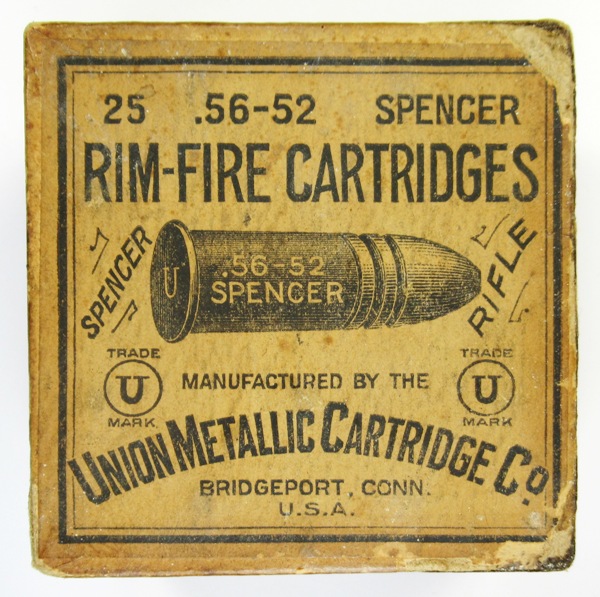 25 .56-52 SPENCER
RIM-FIRE CARTRIDGES
SPENCER
U
.56-52
SPENCER
RIFLE
TRADE
U
MARK.
MANUFACTURED BY THE
TRADE
U
MARK
UNION METALLIC CARTRIDGE CO.
BRIDGEPORT, CONN.
U.S.A.